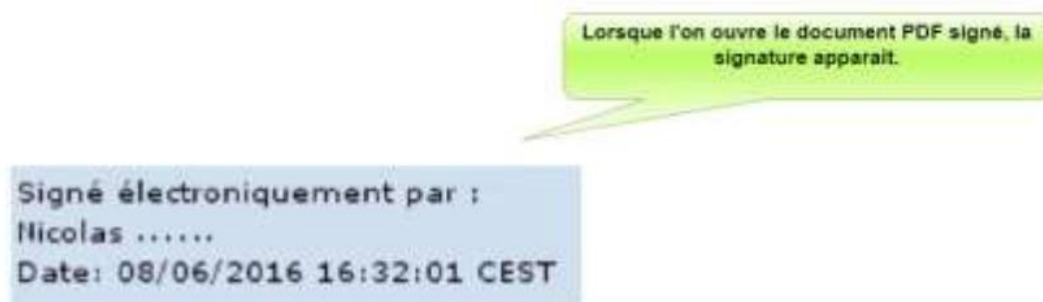 Lorsque l'on ouvre le document PDF signé, la
signature apparait.
Signé électroniquement par :
Nicolas ......
Date: 08/06/2016 16:32:01 CEST